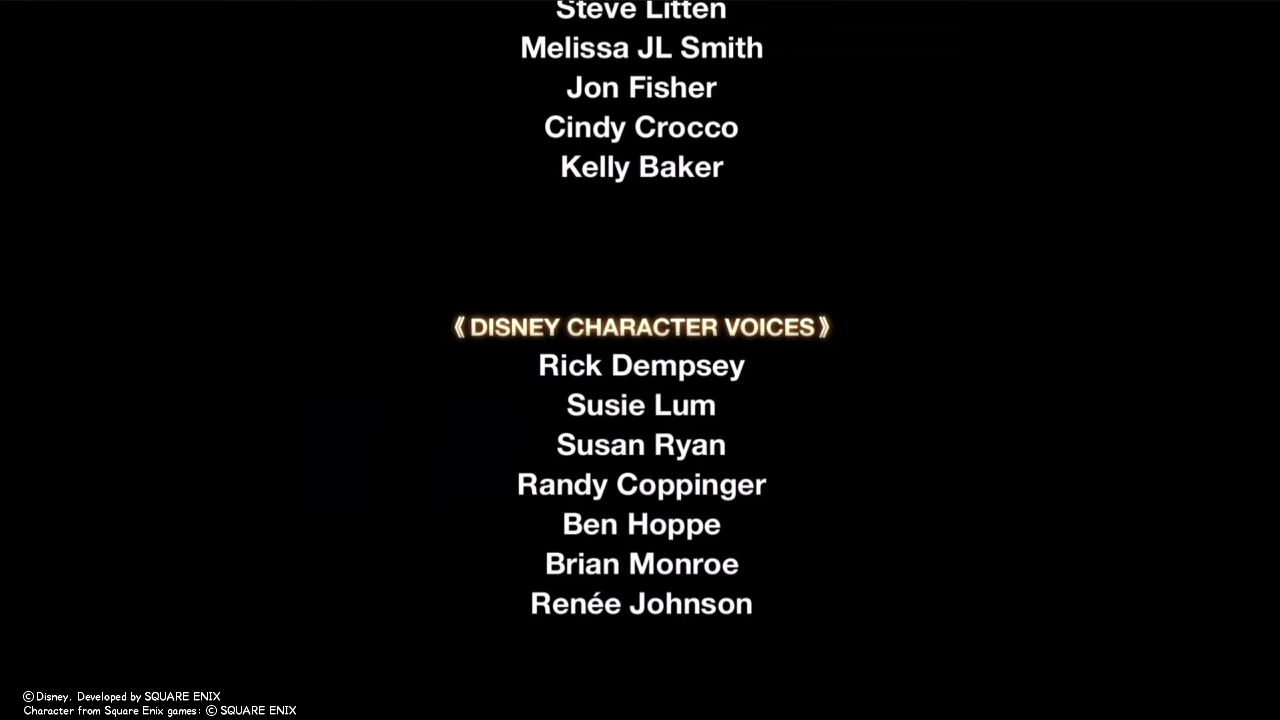 Steve Litten
Melissa JL Smith
Jon Fisher
Cindy Crocco
Kelly Baker
《DISNEY CHARACTER VOICES》
Rick Dempsey
Susie Lum
Susan Ryan
Randy Coppinger
Ben Hoppe
Brian Monroe
Renée Johnson
©Disney. Developed by SQUARE ENIX
Character from Square Enix games: © SQUARE ENIX